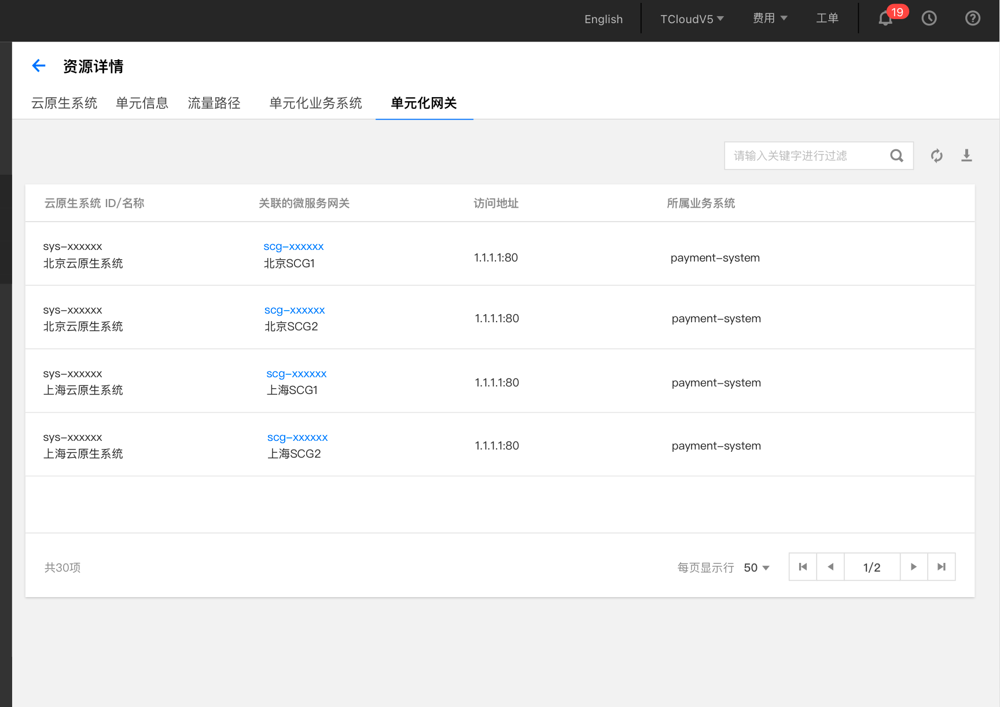 English TCloudV5 费用 工单 19
资源详情
云原生系统 单元信息 流量路径 单元化业务系统 单元化网关
请输入关键字进行过滤
云原生系统 ID/名称 关联的微服务网关 访问地址 所属业务系统
sys-xxxxxx scg-xxxxxx
北京云原生系统 北京SCG1 1.1.1.1:80 payment-system
sys-xxxxxx scg-xxxxxx
北京云原生系统 北京SCG2 1.1.1.1:80 payment-system
sys-xxxxxx scg-xxxxxx
上海云原生系统 上海SCG1 1.1.1.1:80 payment-system
sys-xxxxxx scg-xxxxxx
上海云原生系统 上海SCG2 1.1.1.1:80 payment-system
共30项 每页显示行 50 1/2